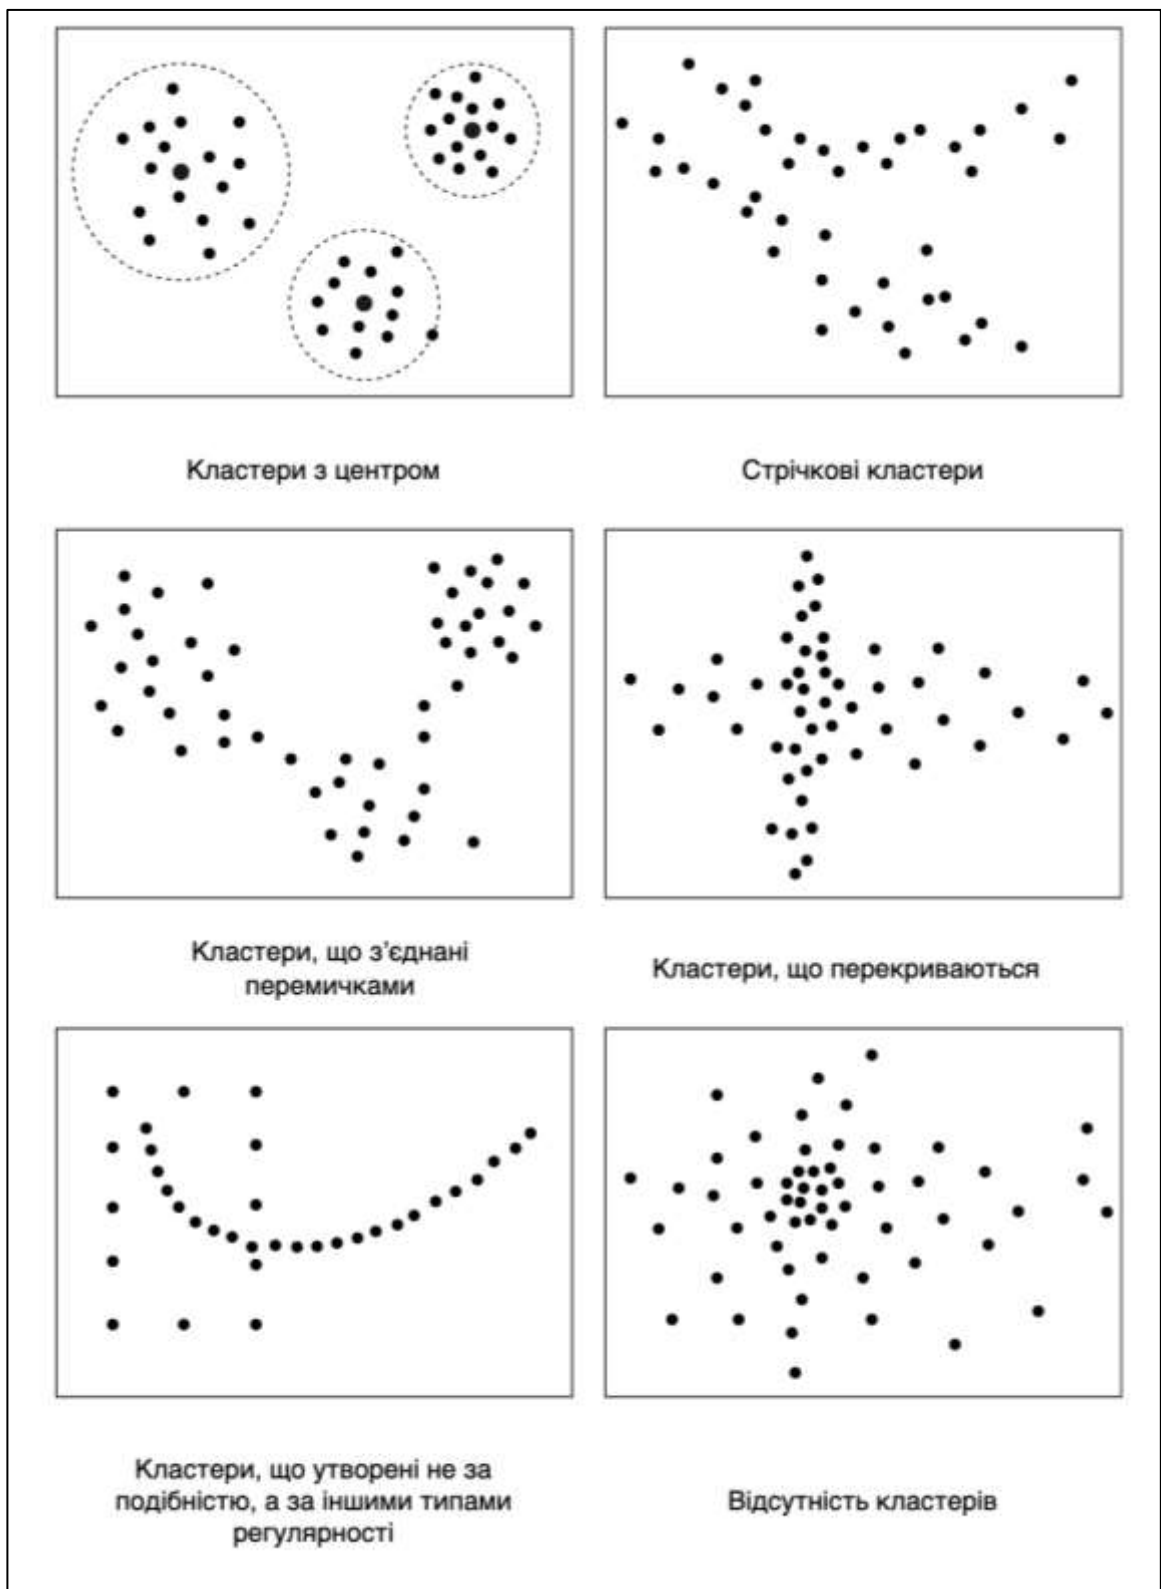 Кластери з центром
Стрічкові кластери
Кластери, що з’єднані
перемичками
Кластери, що перекриваються
Кластери, що утворені не за
подібністю, а за іншими типами
регулярності
Відсутність кластерів